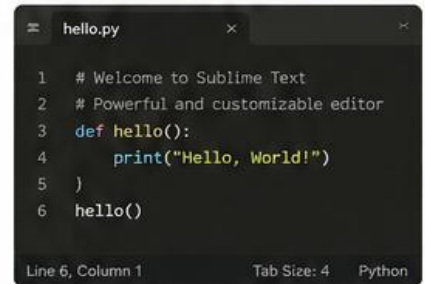 hello.py
1 # Welcome to Sublime Text
2 # Powerful and customizable editor
3 def hello():
4     print("Hello, World!")
5 )
6 hello()
Line 6, Column 1 Tab Size: 4 Python